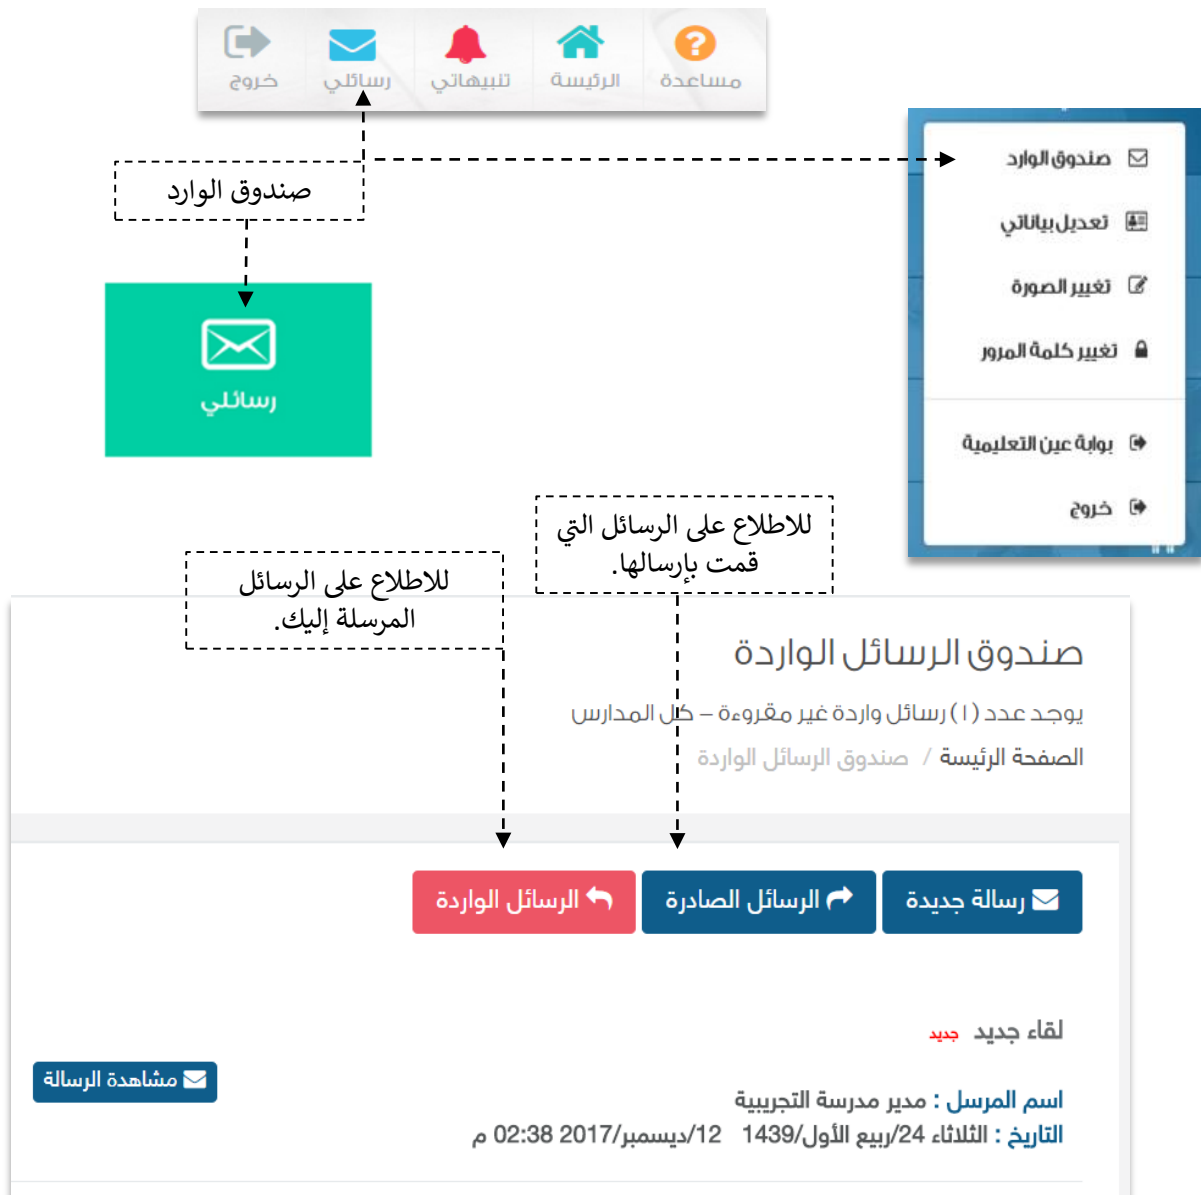 مساعدة
الرئيسة
تنبيهاتي
رسائلي
خروج
صندوق الوارد
تعديل بياناتي
تغيير الصورة
تغيير كلمة المرور
بوابة عين التعليمية
خروج
صندوق الوارد
رسائلي
للاطلاع على الرسائل التي
قمت بإرسالها.
للاطلاع على الرسائل
المرسلة إليك.
صندوق الرسائل الواردة
يوجد عدد (١) رسائل واردة غير مقروءة – كل المدارس
الصفحة الرئيسة / صندوق الرسائل الواردة
رسالة جديدة
الرسائل الصادرة
الرسائل الواردة
لقاء جديد جديد
مشاهدة الرسالة
اسم المرسل : مدير مدرسة التجريبية
التاريخ : الثلاثاء 24/ربيع الأول/1439 12/ديسمبر/2017 02:38 م